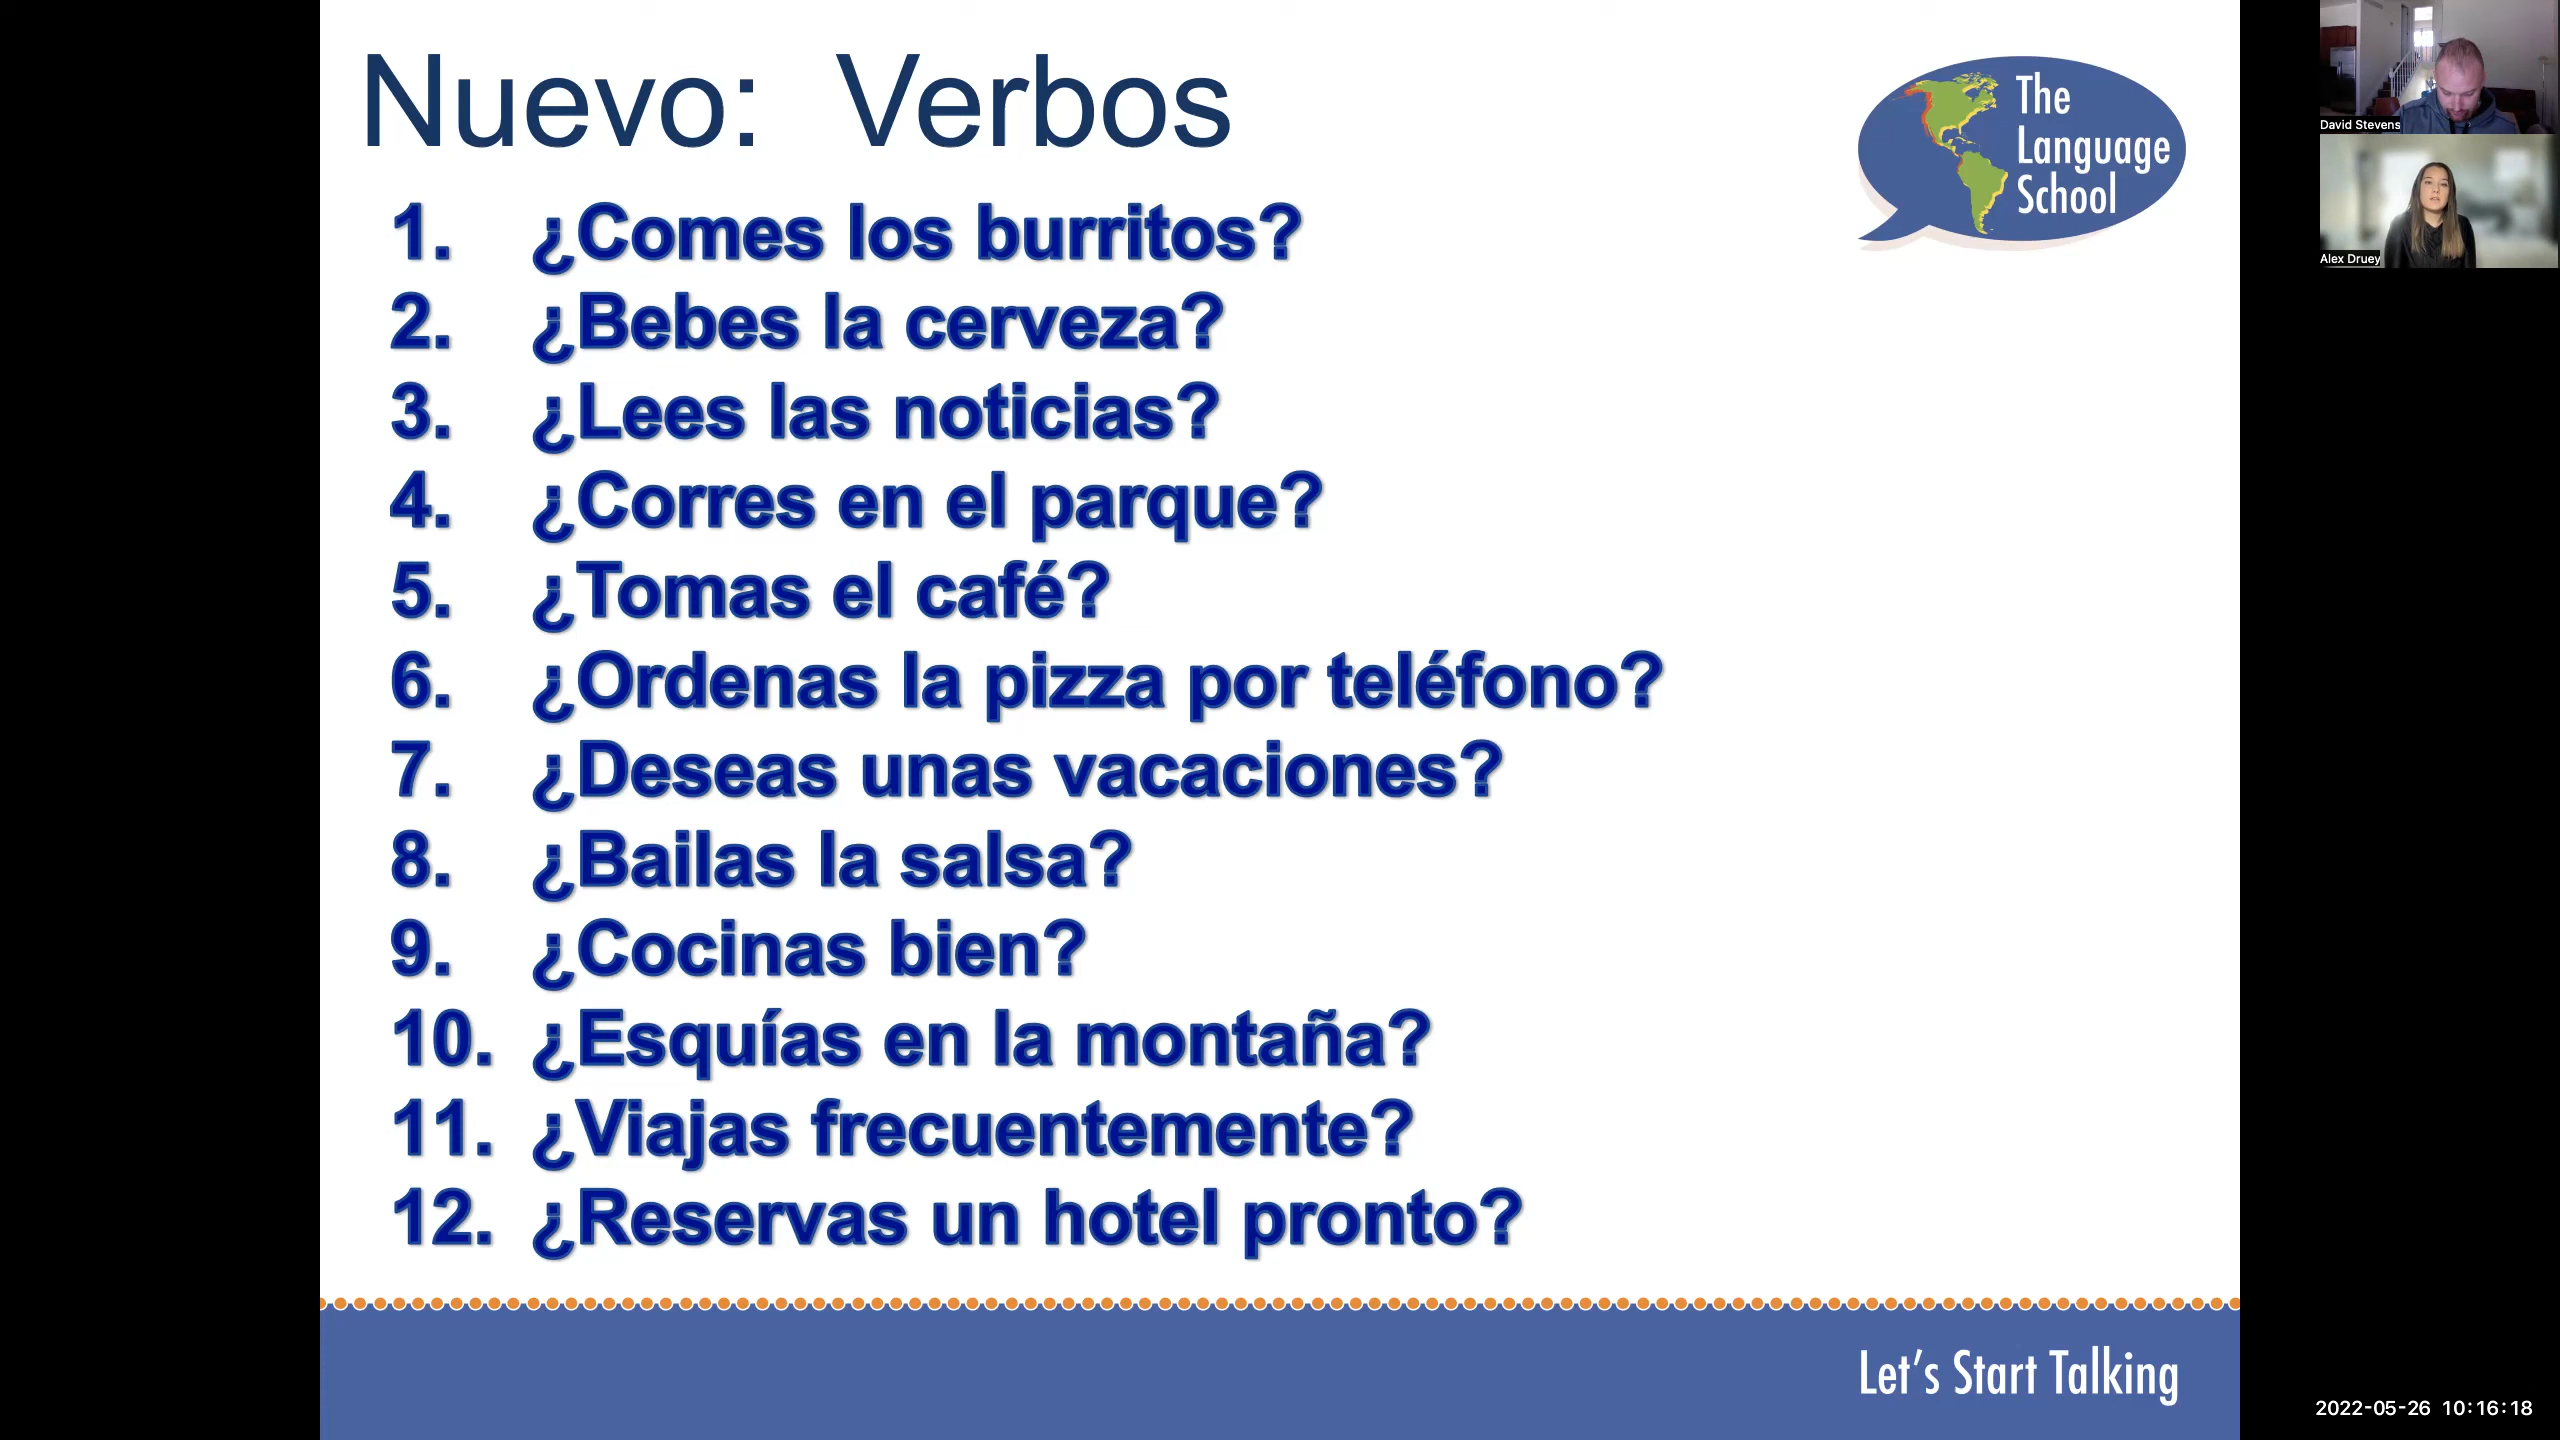 Nuevo: Verbos
The
Language
School
1. ¿Comes los burritos?
2. ¿Bebes la cerveza?
3. ¿Lees las noticias?
4. ¿Corres en el parque?
5. ¿Tomas el café?
6. ¿Ordenas la pizza por teléfono?
7. ¿Deseas unas vacaciones?
8. ¿Bailas la salsa?
9. ¿Cocinas bien?
10. ¿Esquías en la montaña?
11. ¿Viajas frecuentemente?
12. ¿Reservas un hotel pronto?
Let's Start Talking
David Stevens
Alex Druey
2022-05-26 10:16:18